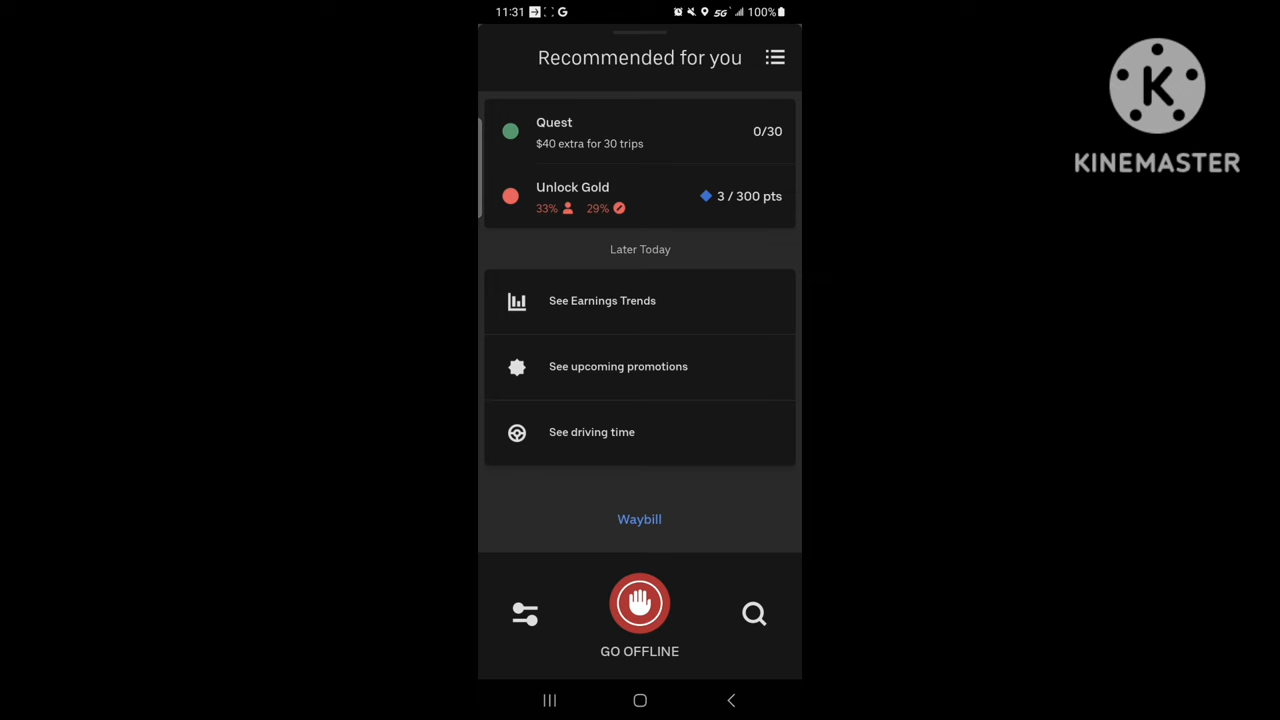 11:31
5G
100%
Recommended for you
Quest
$40 extra for 30 trips
0/30
Unlock Gold
33% 29%
3 / 300 pts
Later Today
See Earnings Trends
See upcoming promotions
See driving time
Waybill
GO OFFLINE
K
KINEMASTER